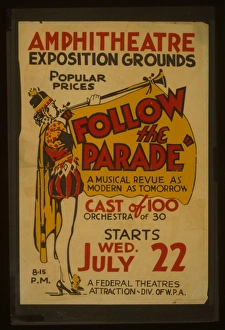 AMPHITHEATRE
EXPOSITION GROUNDS
POPULAR
PRICES
"FOLLOW
the
PARADE"
A MUSICAL REVUE AS
MODERN AS TOMORROW
CAST of 100
ORCHESTRA OF 30
STARTS
WED.
JULY 22
8-15
P.M.
A FEDERAL THEATRES
ATTRACTION-DIV. OF W.P.A.